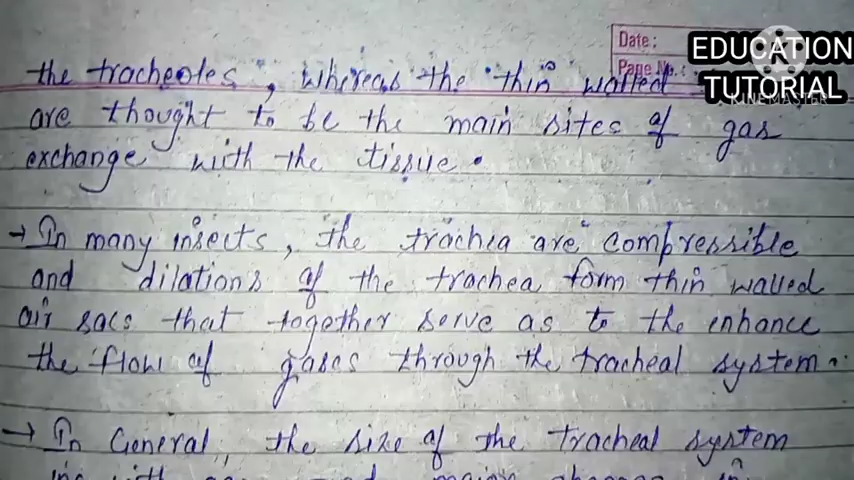 Date:
Page No.:
EDUCATION
TUTORIAL
KINEMASTER
the tracheoles, whereas the thin walled
are thought to be the main sites of gas
exchange with the tissue.
→ In many insects, the trachia are compressible
and dilations of the trachea form thin walled
air sacs that together serve as to the enhance
the flow of gases through the tracheal system.
→ In General, the size of the tracheal system